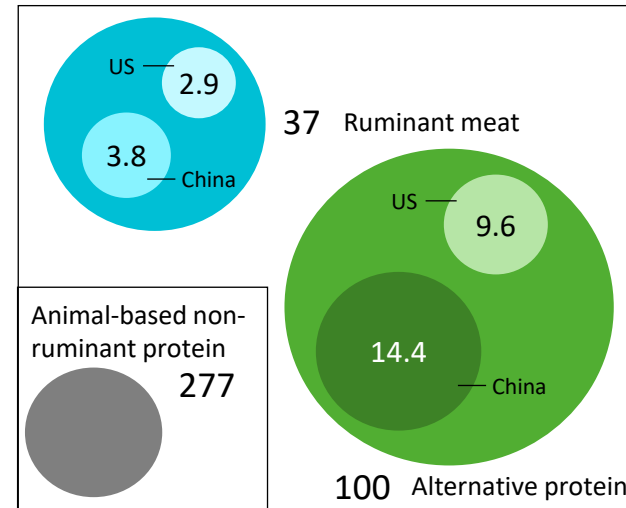 US
2.9
3.8
China
37 Ruminant meat
US
9.6
14.4
China
100 Alternative protein
Animal-based non-
ruminant protein
277